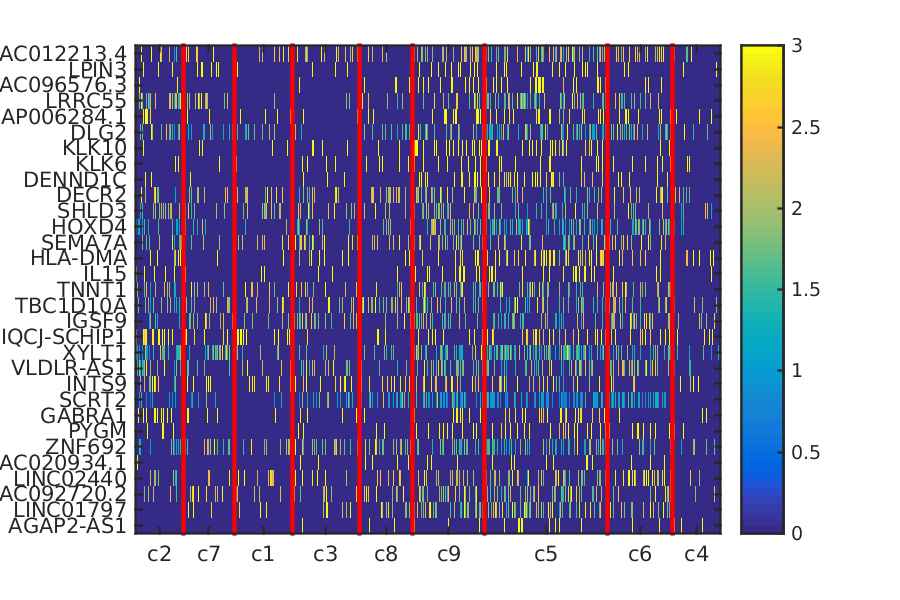 AC012213.4
LPIN3
AC096576.3
LRRC55
AP006284.1
DLG2
KLK10
KLK6
DENND1C
DECR2
SHLD3
HOXD4
SEMA7A
HLA-DMA
IL15
TNNT1
TBC1D10A
IGSF9
IQCJ-SCHIP1
XYLT1
VLDLR-AS1
INTS9
SCRT2
GABRA1
PYGM
ZNF692
AC020934.1
LINC02440
AC092720.2
LINC01797
AGAP2-AS1
c2 c7 c1 c3 c8 c9 c5 c6 c4
3
2.5
2
1.5
1
0.5
0